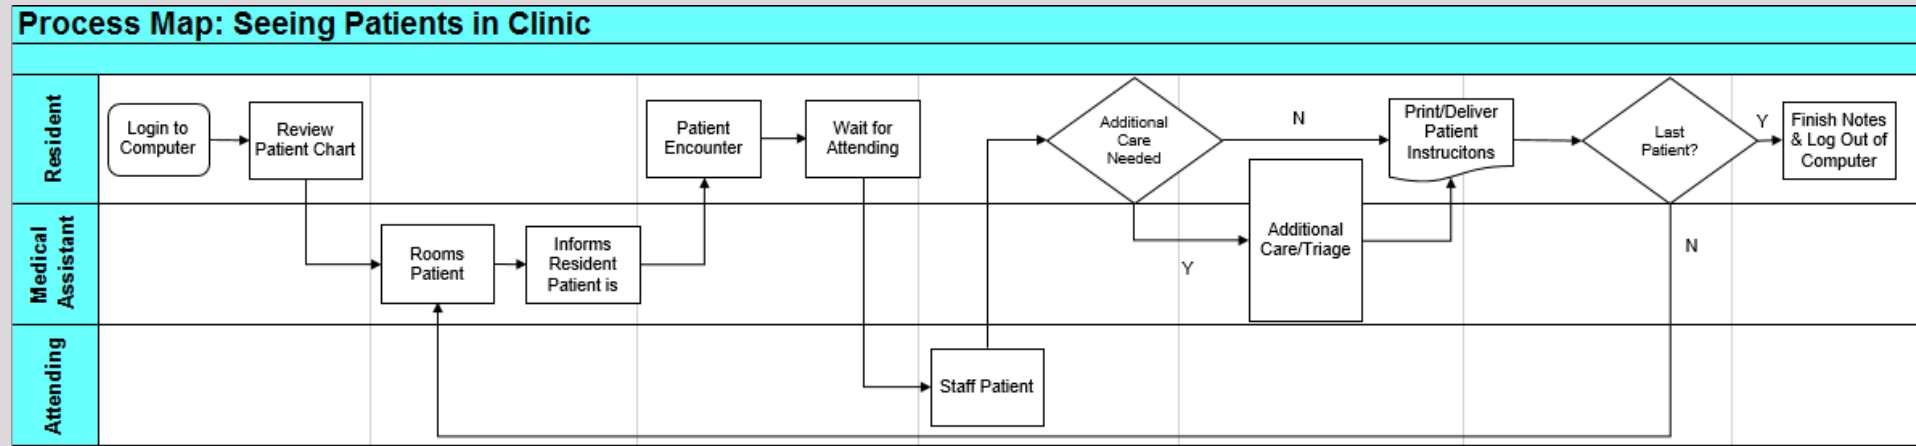 Process Map: Seeing Patients in Clinic
Resident
Login to
Computer
Review
Patient Chart
Patient
Encounter
Wait for
Attending
Additional
Care
Needed
N
Print/Deliver
Patient
Instrucitons
Last
Patient?
Y
Finish Notes
& Log Out of
Computer
Medical
Assistant
Rooms
Patient
Informs
Resident
Patient is
Y
Additional
Care/Triage
N
Attending
Staff Patient